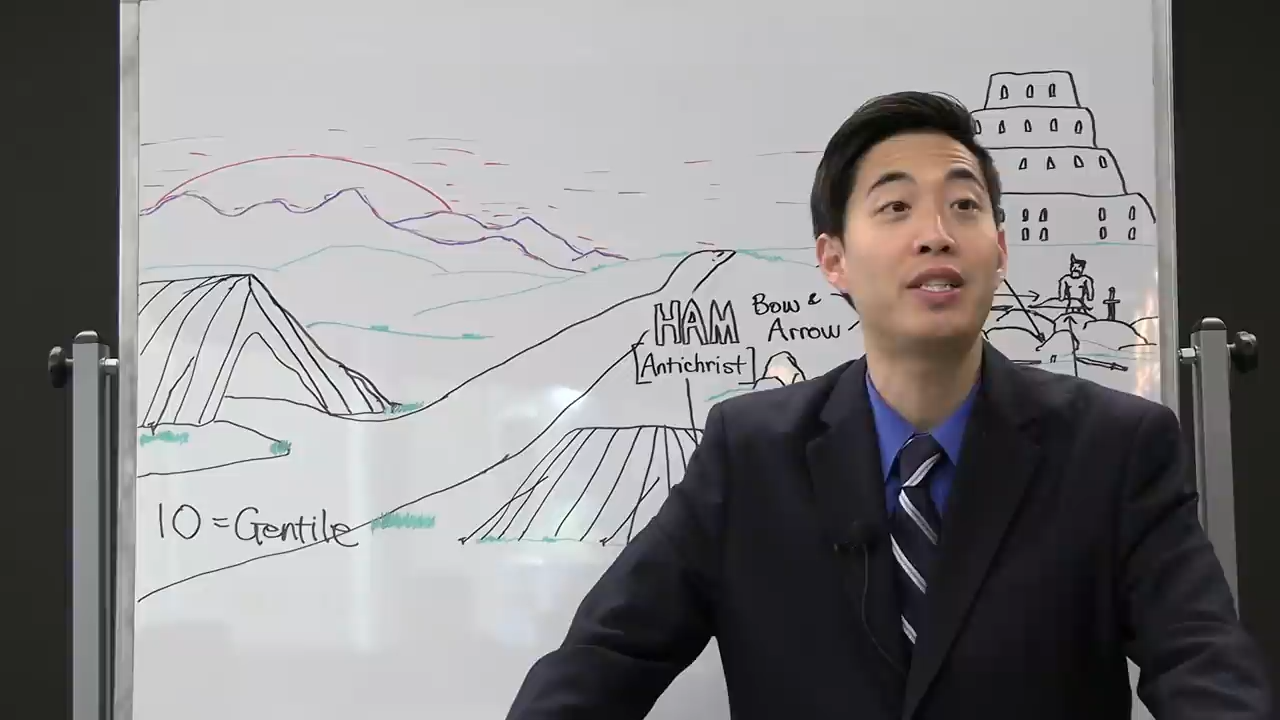 HAM
[Antichrist]
Bow &
Arrow
10 = Gentile